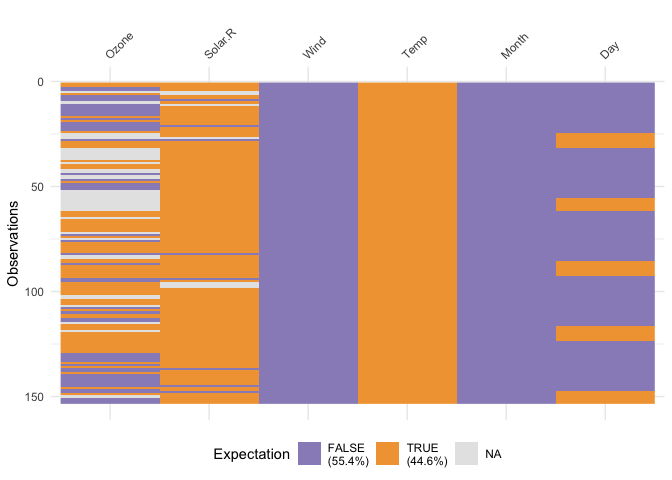 Ozone
Solar.R
Wind
Temp
Month
Day
0
50
100
150
Observations
Expectation
FALSE
(55.4%)
TRUE
(44.6%)
NA